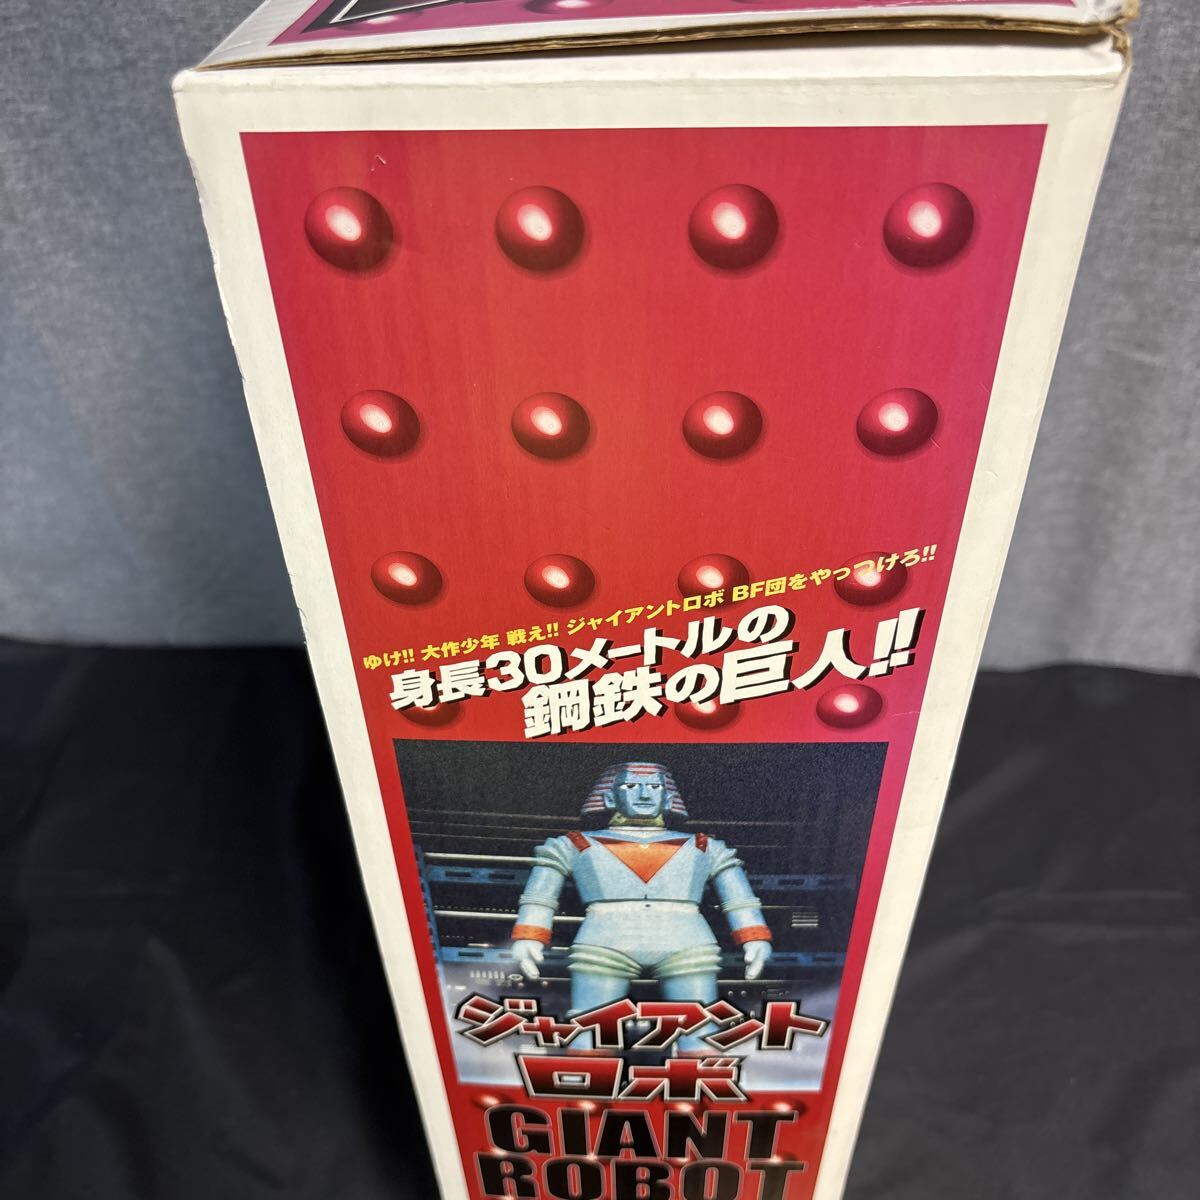 ゆけ!! 大作少年 戦え!! ジャイアントロボ BF団をやっつけろ!!
身長30メートルの
鋼鉄の巨人!!
ジャイアント
ロボ
GIANT
ROBOT